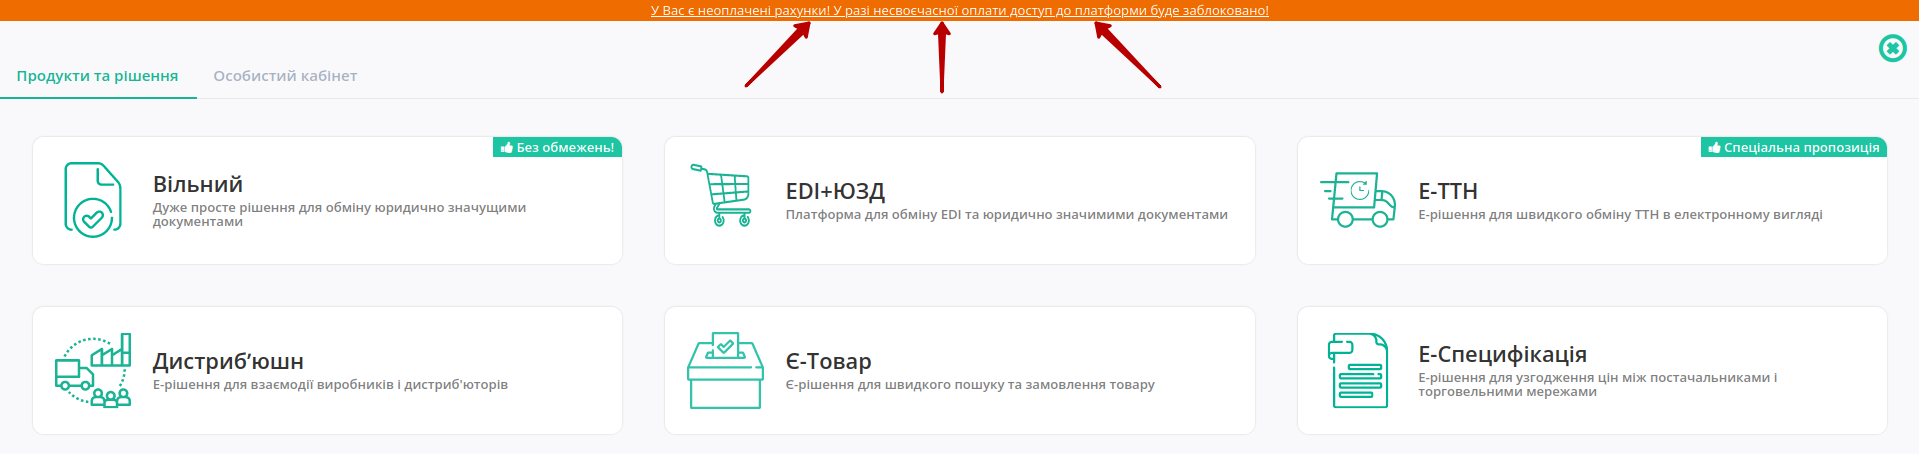 У Вас є неоплачені рахунки! У разі несвоєчасної оплати доступ до платформи буде заблоковано!
Продукти та рішення
Особистий кабінет
Без обмежень!
Вільний
Дуже просте рішення для обміну юридично значущими
документами
EDI+ЮЗД
Платформа для обміну EDI та юридично значимими документами
Спеціальна пропозиція
Е-ТТН
Е-рішення для швидкого обміну ТТН в електронному вигляді
Дистриб’юшн
Е-рішення для взаємодії виробників і дистриб'юторів
Є-Товар
Є-рішення для швидкого пошуку та замовлення товару
Е-Специфікація
Е-рішення для узгодження цін між постачальниками і
торговельними мережами